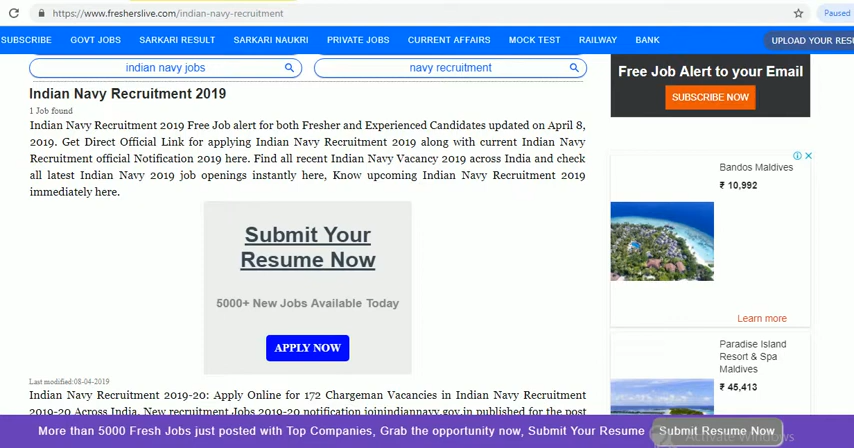 https://www.fresherslive.com/indian-navy-recruitment
Paused
SUBSCRIBE GOVT JOBS SARKARI RESULT SARKARI NAUKRI PRIVATE JOBS CURRENT AFFAIRS MOCK TEST RAILWAY BANK UPLOAD YOUR RESU
indian navy jobs navy recruitment
Indian Navy Recruitment 2019
1 Job found
Indian Navy Recruitment 2019 Free Job alert for both Fresher and Experienced Candidates updated on April 8,
2019. Get Direct Official Link for applying Indian Navy Recruitment 2019 along with current Indian Navy
Recruitment official Notification 2019 here. Find all recent Indian Navy Vacancy 2019 across India and check
all latest Indian Navy 2019 job openings instantly here, Know upcoming Indian Navy Recruitment 2019
immediately here.
Submit Your
Resume Now
5000+ New Jobs Available Today
APPLY NOW
Last modified:08-04-2019
Indian Navy Recruitment 2019-20: Apply Online for 172 Chargeman Vacancies in Indian Navy Recruitment
2019-20 Across India. New recruitment Jobs 2019-20 notification joinindiannavy.gov.in published for the post
Free Job Alert to your Email
SUBSCRIBE NOW
Bandos Maldives
₹ 10,992
Learn more
Paradise Island
Resort & Spa
Maldives
₹ 45,413
More than 5000 Fresh Jobs just posted with Top Companies, Grab the opportunity now, Submit Your Resume Submit Resume Now
Activate Windows